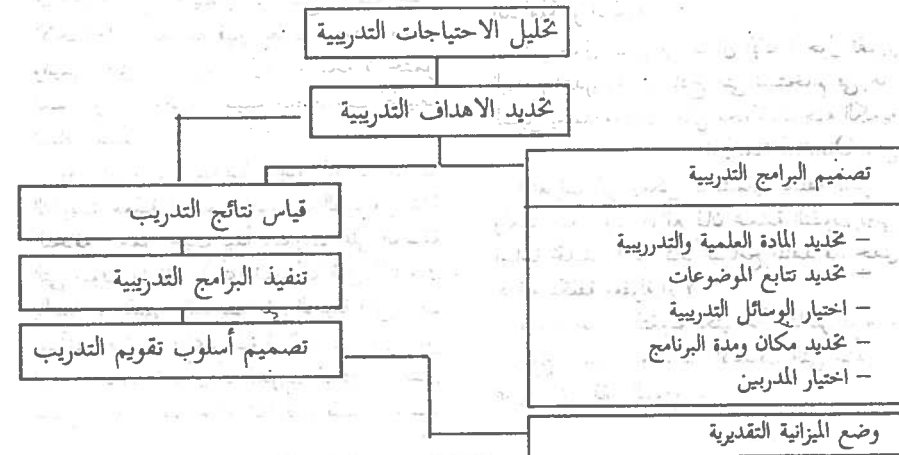 تحليل الاحتياجات التدريبية
تحديد الاهداف التدريبية
تصميم البرامج التدريبية
– تحديد المادة العلمية والتدرريبية
– تحديد تتابع الموضوعات
– اختيار الوسائل التدريبية
– تحديد مكان ومدة البرنامج
– اختيار المدربين
وضع الميزانية التقديرية
قياس نتائج التدريب
تنفيذ البرامج التدريبية
تصميم أسلوب تقويم التدريب